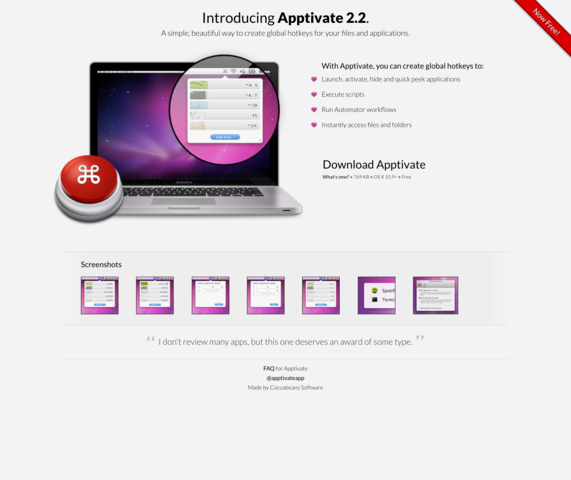 Now Free!
Introducing Apptivate 2.2.
A simple, beautiful way to create global hotkeys for your files and applications.
With Apptivate, you can create global hotkeys to:
Launch, activate, hide and quick peek applications
Execute scripts
Run Automator workflows
Instantly access files and folders
Download Apptivate
What's new? • 769 KB • OS X 10.9+ • Free
Screenshots
“ I don't review many apps, but this one deserves an award of some type. ”
FAQ for Apptivate
@apptivateapp
Made by Cocoabeans Software